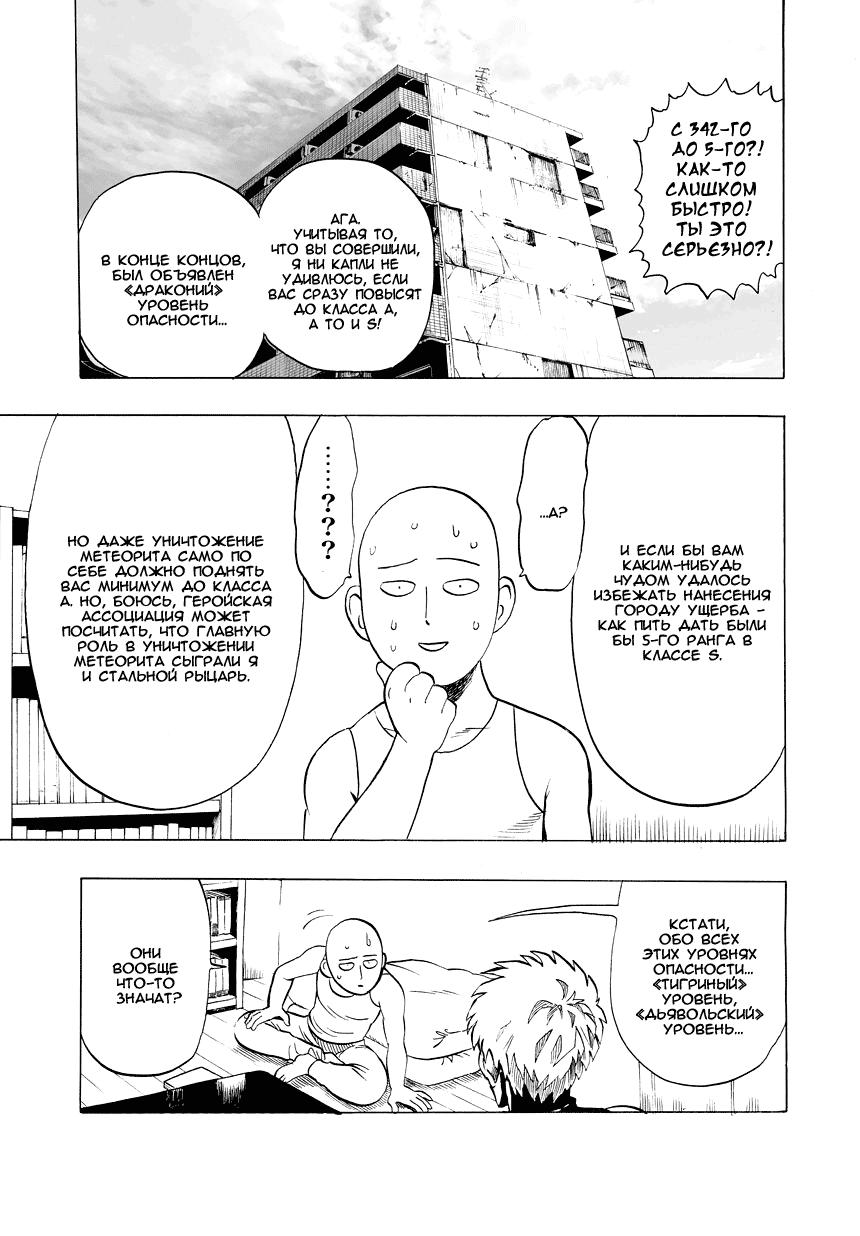 С 342-ГО
ДО
5-ГО?!
КАК-ТО
СЛИШКОМ
БЫСТРО!
ТЫ ЭТО
СЕРЬЕЗНО?!
АГА.
УЧИТЫВАЯ ТО,
ЧТО ВЫ СОВЕРШИЛИ,
Я НИ КАПЛИ НЕ
УДИВЛЮСЬ, ЕСЛИ
ВАС СРАЗУ ПОВЫСЯТ
ДО КЛАССА А,
А ТО И S!
В КОНЦЕ КОНЦОВ,
БЫЛ ОБЪЯВЛЕН
«ДРАКОНИЙ»
УРОВЕНЬ
ОПАСНОСТИ...
И ЕСЛИ БЫ ВАМ
КАКИМ-НИБУДЬ
ЧУДОМ УДАЛОСЬ
ИЗБЕЖАТЬ НАНЕСЕНИЯ
ГОРОДУ УЩЕРБА -
КАК ПИТЬ ДАТЬ БЫЛИ
БЫ 5-ГО РАНГА В
КЛАССЕ S.
...А?
......???
НО ДАЖЕ УНИЧТОЖЕНИЕ
МЕТЕОРИТА САМО ПО
СЕБЕ ДОЛЖНО ПОДНЯТЬ
ВАС МИНИМУМ ДО КЛАССА
А. НО, БОЮСЬ, ГЕРОЙСКАЯ
АССОЦИАЦИЯ МОЖЕТ
ПОСЧИТАТЬ, ЧТО ГЛАВНУЮ
РОЛЬ В УНИЧТОЖЕНИИ
МЕТЕОРИТА СЫГРАЛИ Я
И СТАЛЬНОЙ РЫЦАРЬ.
КСТАТИ,
ОБО ВСЕХ
ЭТИХ УРОВНЯХ
ОПАСНОСТИ...
«ТИГРИНЫЙ»
УРОВЕНЬ,
«ДЬЯВОЛЬСКИЙ»
УРОВЕНЬ...
ОНИ
ВООБЩЕ
ЧТО-ТО
ЗНАЧАТ?